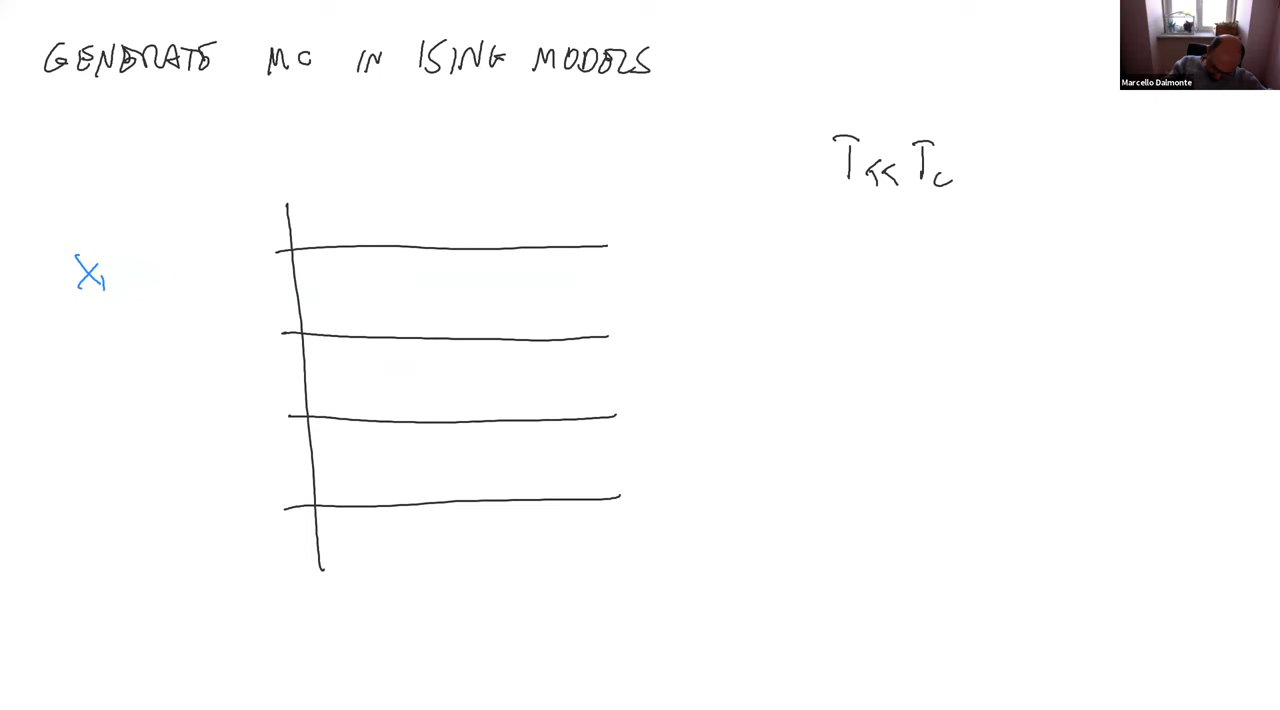 GENERATE MC IN ISING MODELS
Marcello Dalmonte
T << Tc
X1